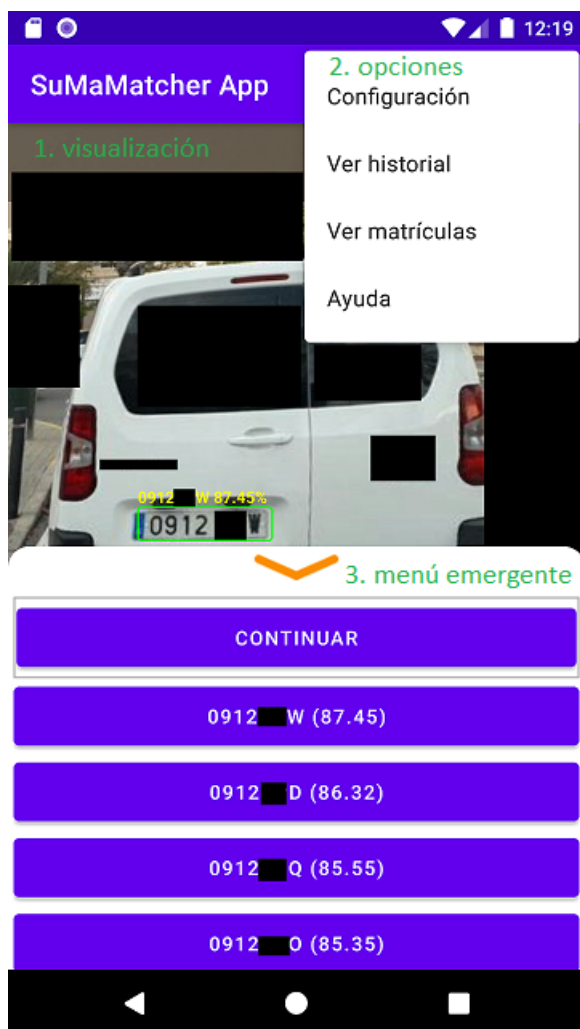 12:19
SuMaMatcher App
2. opciones
Configuración
1. visualización
Ver historial
Ver matrículas
Ayuda
0912 W 87.45%
0912 W
3. menú emergente
CONTINUAR
0912 W (87.45)
0912 D (86.32)
0912 Q (85.55)
0912 O (85.35)